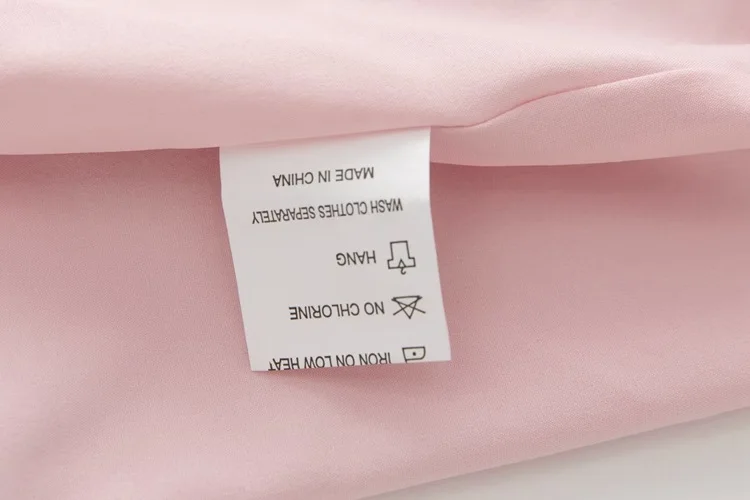 IRON ON LOW HEAT
NO CHLORINE
HANG
WASH CLOTHES SEPARATELY
MADE IN CHINA